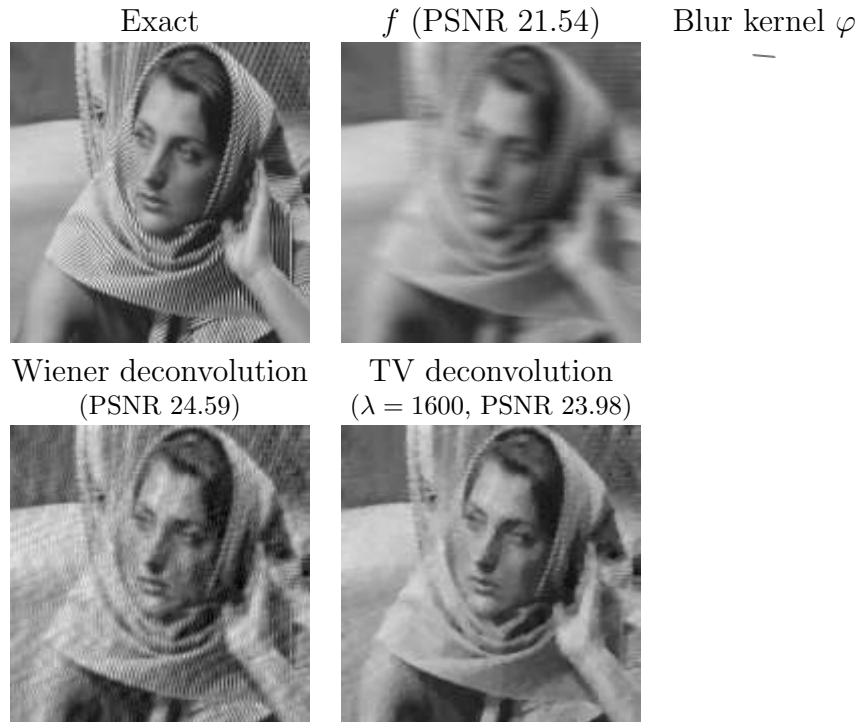 Exact
f (PSNR 21.54)
Blur kernel φ
Wiener deconvolution
(PSNR 24.59)
TV deconvolution
(λ = 1600, PSNR 23.98)